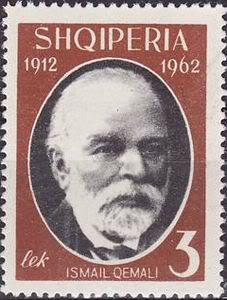 SHQIPERIA
1912 1962
lek 3
ISMAIL QEMALI